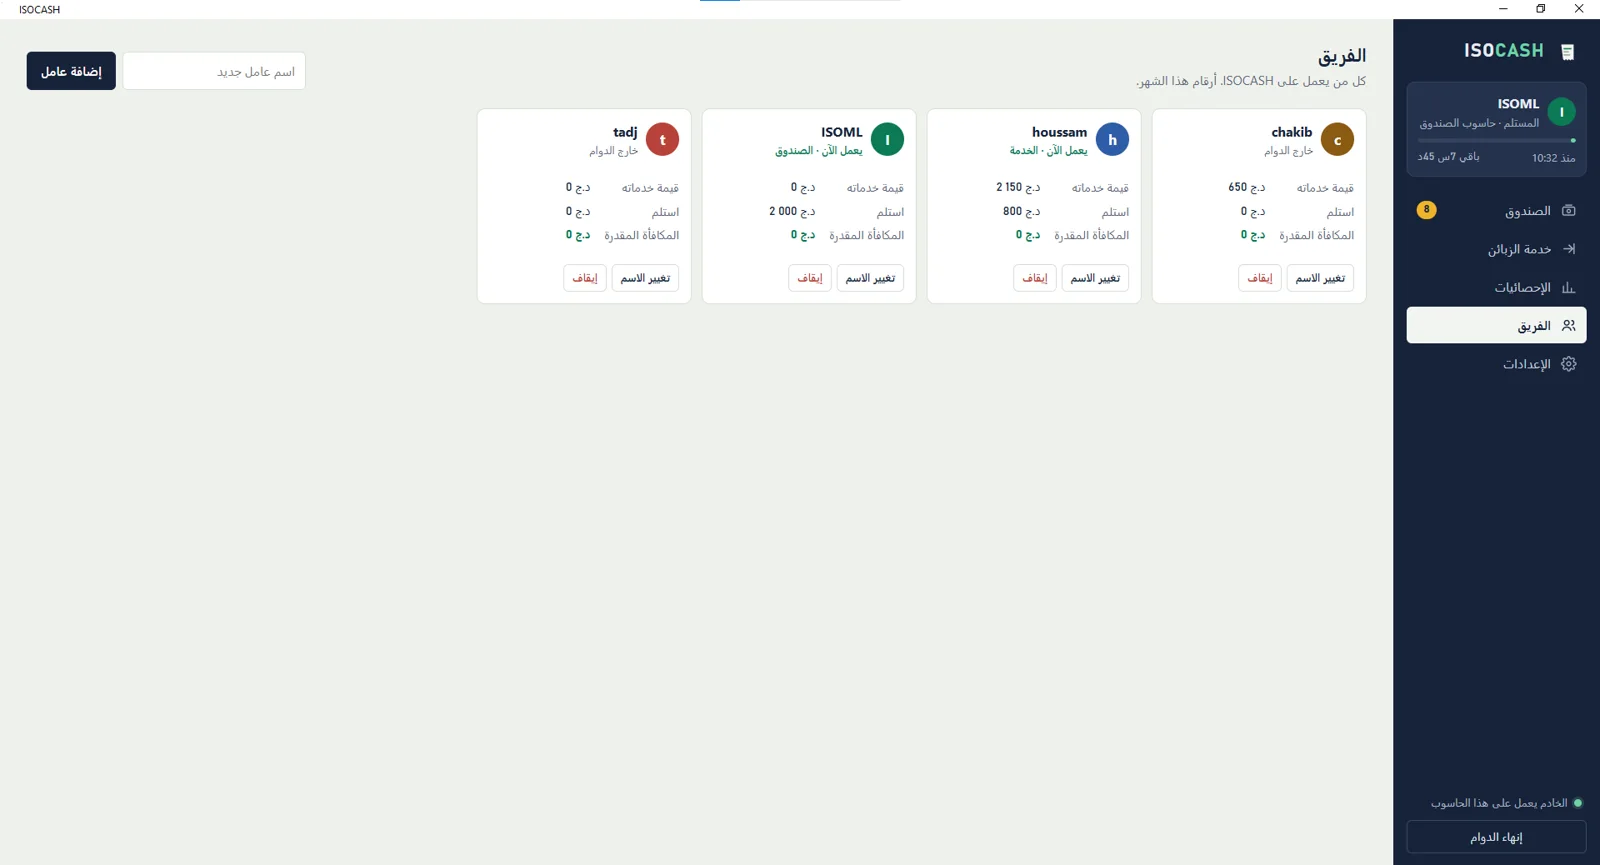 ISOCASH
ISOCASH
I
ISOML
المستلم · حاسوب الصندوق
منذ 10:32
باقي 7س 45د
الصندوق
8
خدمة الزبائن
الإحصائيات
الفريق
الإعدادات
الخادم يعمل على هذا الحاسوب
إنهاء الدوام
الفريق
كل من يعمل على ISOCASH. أرقام هذا الشهر.
اسم عامل جديد
إضافة عامل
c
chakib
خارج الدوام
قيمة خدماته 650 د.ج
استلم 0 د.ج
المكافأة المقدرة 0 د.ج
تغيير الاسم
إيقاف
h
houssam
يعمل الآن · الخدمة
قيمة خدماته 2 150 د.ج
استلم 800 د.ج
المكافأة المقدرة 0 د.ج
تغيير الاسم
إيقاف
I
ISOML
يعمل الآن · الصندوق
قيمة خدماته 0 د.ج
استلم 2 000 د.ج
المكافأة المقدرة 0 د.ج
تغيير الاسم
إيقاف
t
tadj
خارج الدوام
قيمة خدماته 0 د.ج
استلم 0 د.ج
المكافأة المقدرة 0 د.ج
تغيير الاسم
إيقاف